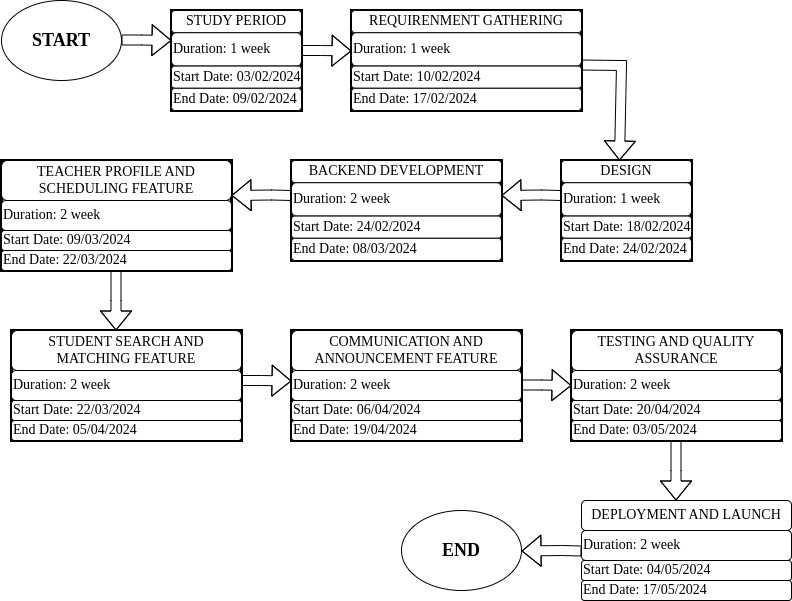 START
STUDY PERIOD
Duration: 1 week
Start Date: 03/02/2024
End Date: 09/02/2024
REQUIRENMENT GATHERING
Duration: 1 week
Start Date: 10/02/2024
End Date: 17/02/2024
DESIGN
Duration: 1 week
Start Date: 18/02/2024
End Date: 24/02/2024
BACKEND DEVELOPMENT
Duration: 2 week
Start Date: 24/02/2024
End Date: 08/03/2024
TEACHER PROFILE AND
SCHEDULING FEATURE
Duration: 2 week
Start Date: 09/03/2024
End Date: 22/03/2024
STUDENT SEARCH AND
MATCHING FEATURE
Duration: 2 week
Start Date: 22/03/2024
End Date: 05/04/2024
COMMUNICATION AND
ANNOUNCEMENT FEATURE
Duration: 2 week
Start Date: 06/04/2024
End Date: 19/04/2024
TESTING AND QUALITY
ASSURANCE
Duration: 2 week
Start Date: 20/04/2024
End Date: 03/05/2024
DEPLOYMENT AND LAUNCH
Duration: 2 week
Start Date: 04/05/2024
End Date: 17/05/2024
END